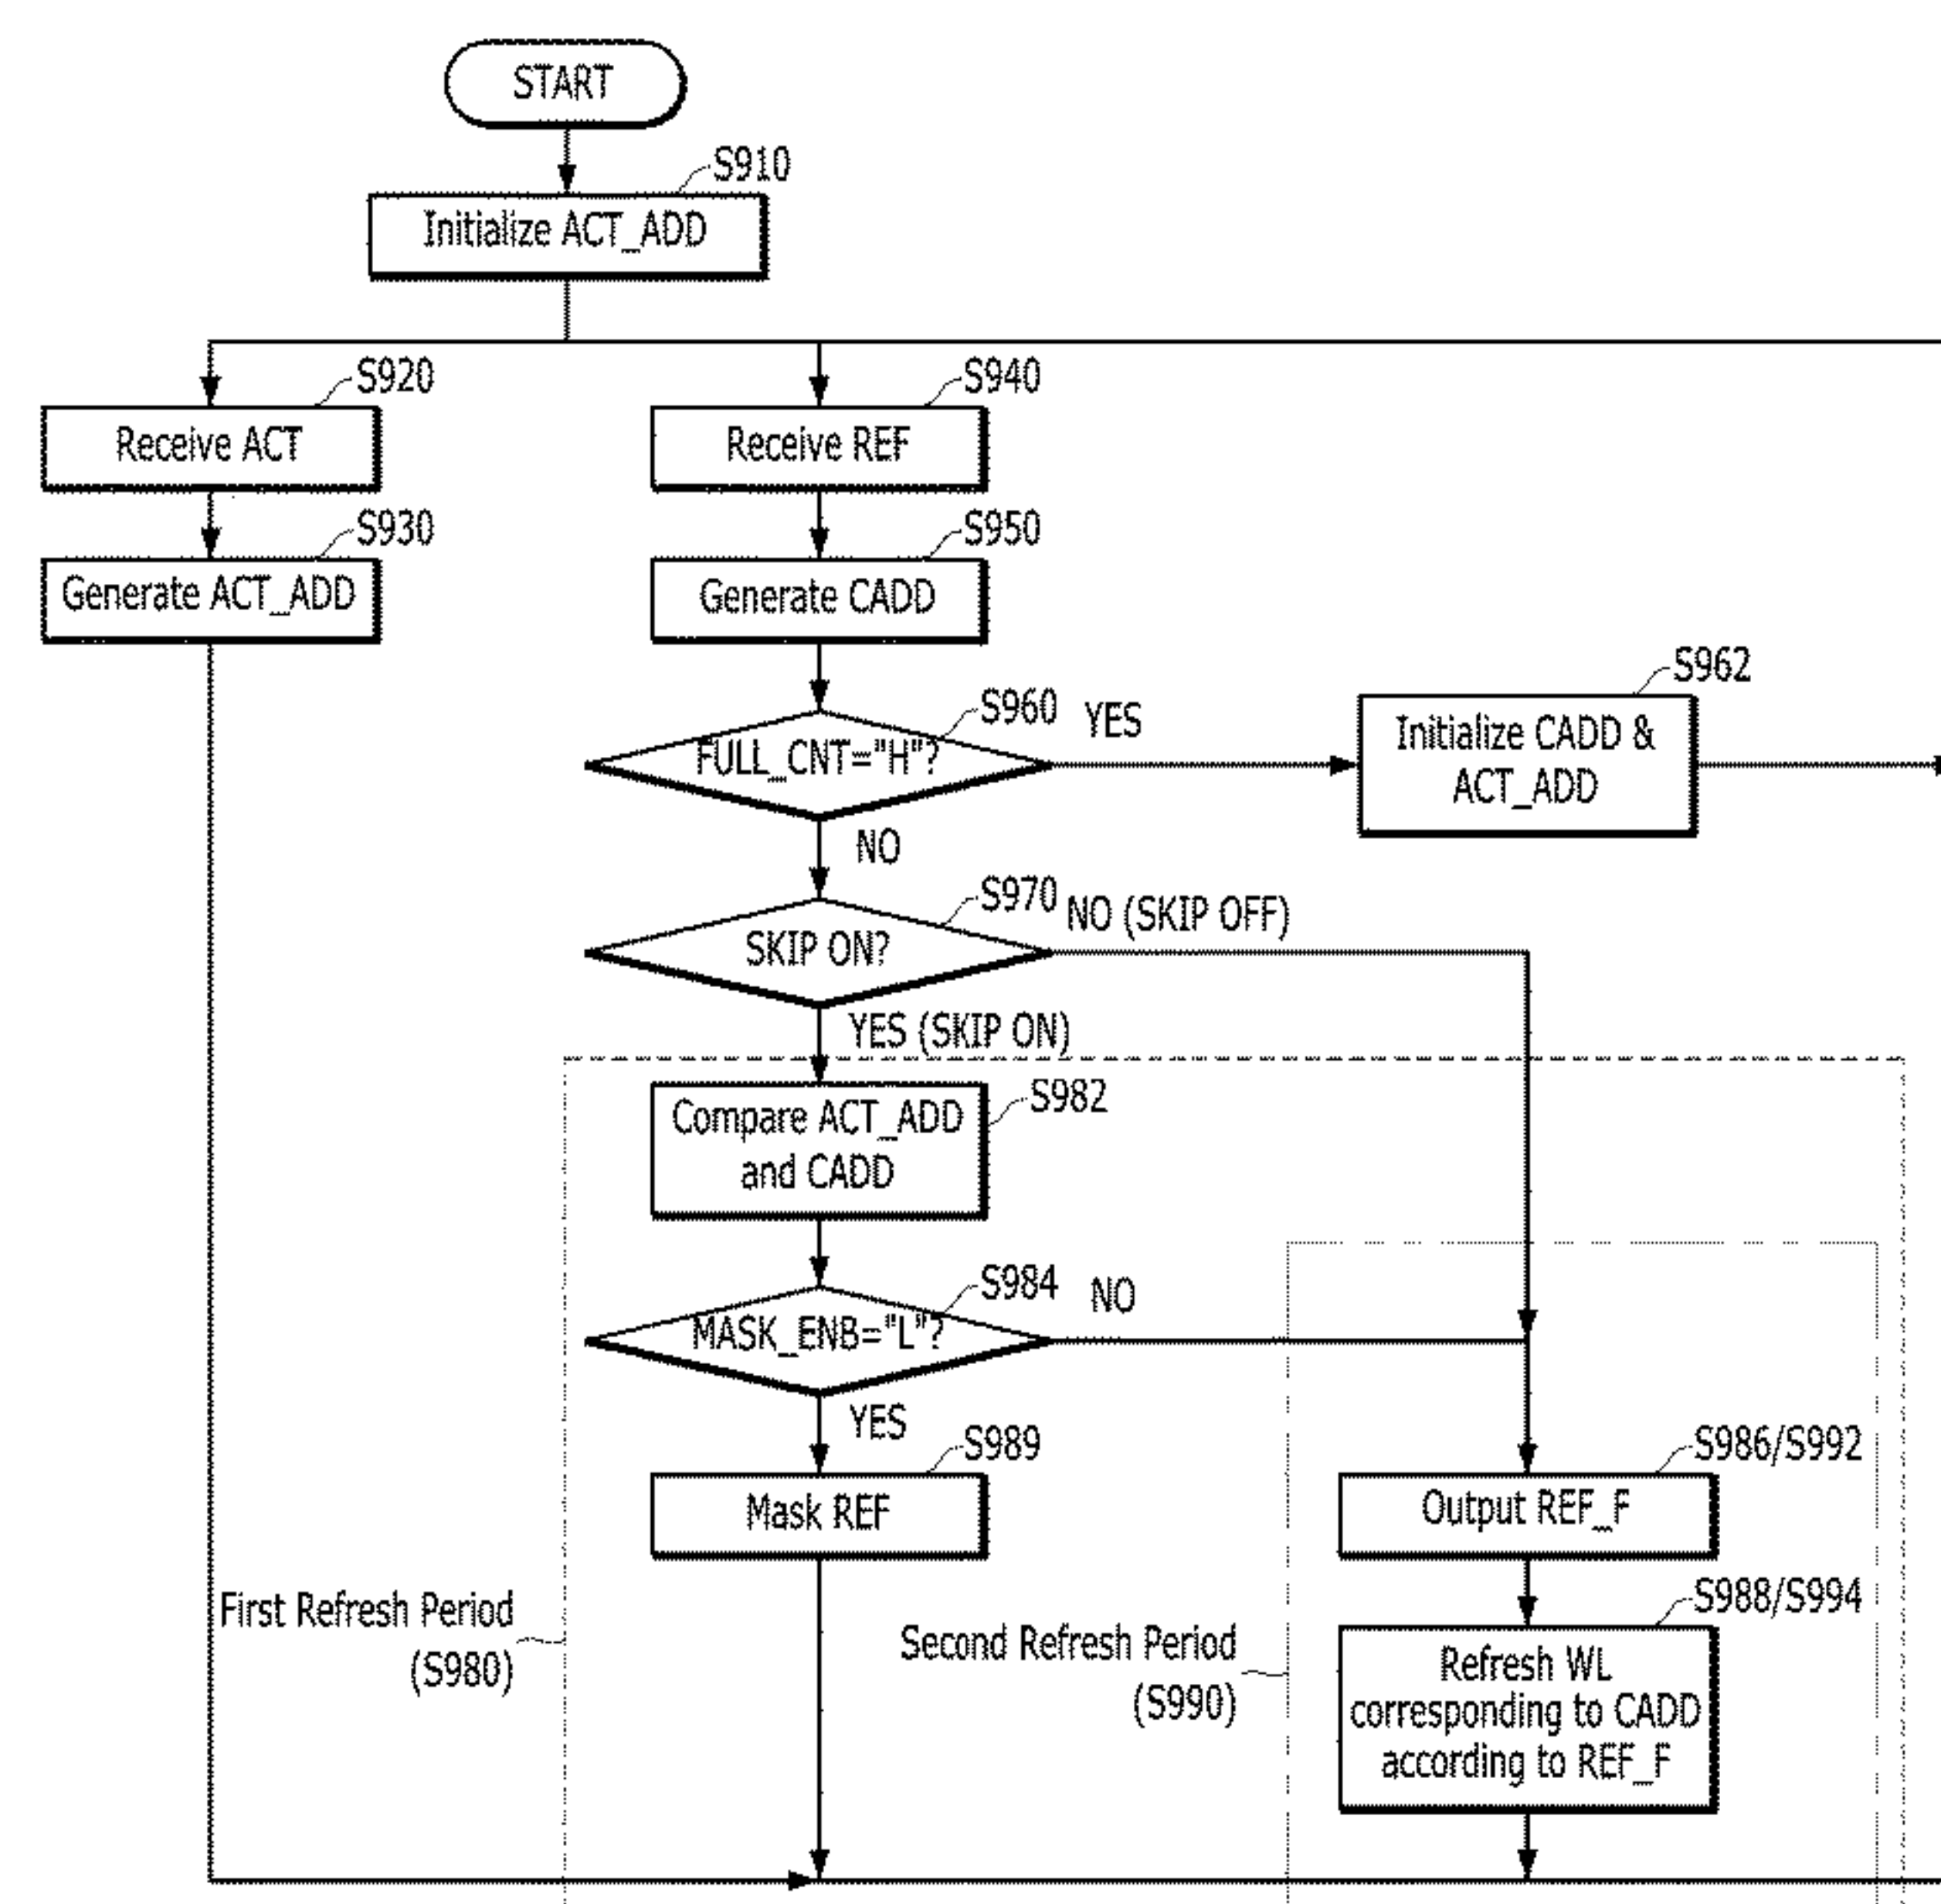 START
S910
Initialize ACT_ADD
S920
Receive ACT
S930
Generate ACT_ADD
S940
Receive REF
S950
Generate CADD
S960
FULL_CNT="H"?
YES
S962
Initialize CADD &
ACT_ADD
NO
S970
SKIP ON?
NO (SKIP OFF)
YES (SKIP ON)
S982
Compare ACT_ADD
and CADD
S984
MASK_ENB="L"?
NO
YES
S989
Mask REF
S986/S992
Output REF_F
S988/S994
Refresh WL
corresponding to CADD
according to REF_F
First Refresh Period
(S980)
Second Refresh Period
(S990)